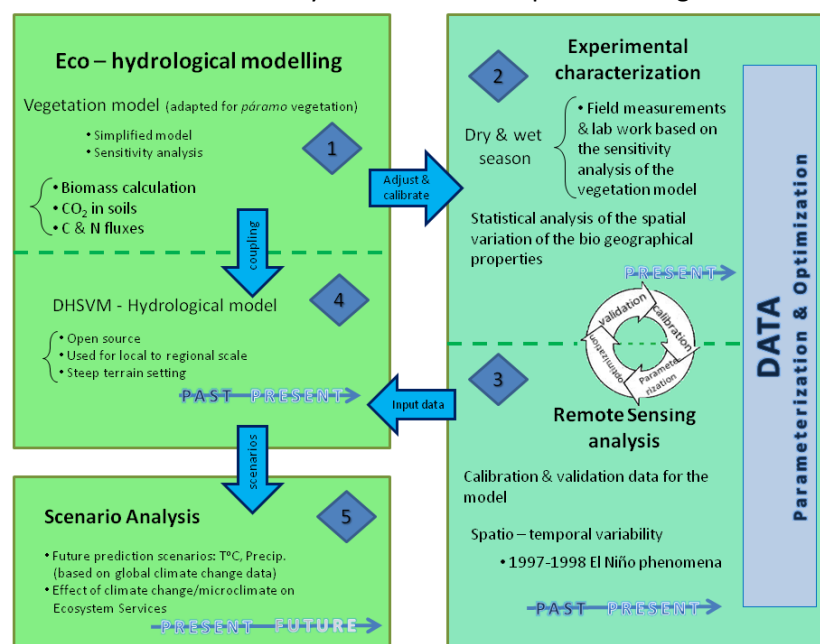 Eco – hydrological modelling
Vegetation model (adapted for páramo vegetation)
• Simplified model
• Sensitivity analysis
1
• Biomass calculation
• CO₂ in soils
• C & N fluxes
coupling
DHSVM - Hydrological model
4
• Open source
• Used for local to regional scale
• Steep terrain setting
PAST PRESENT
scenarios
Adjust &
calibrate
Input data
2
Experimental
characterization
Dry & wet
season
• Field measurements
& lab work based on
the sensitivity
analysis of the
vegetation model
Statistical analysis of the spatial
variation of the bio geographical
properties
PRESENT
validation
calibration
Parameterization
optimization
3
Remote Sensing
analysis
Calibration & validation data for the
model
Spatio – temporal variability
• 1997-1998 El Niño phenomena
PAST PRESENT
DATA
Parameterization & Optimization
Scenario Analysis
5
• Future prediction scenarios: T°C, Precip.
(based on global climate change data)
• Effect of climate change/microclimate on
Ecosystem Services
PRESENT FUTURE